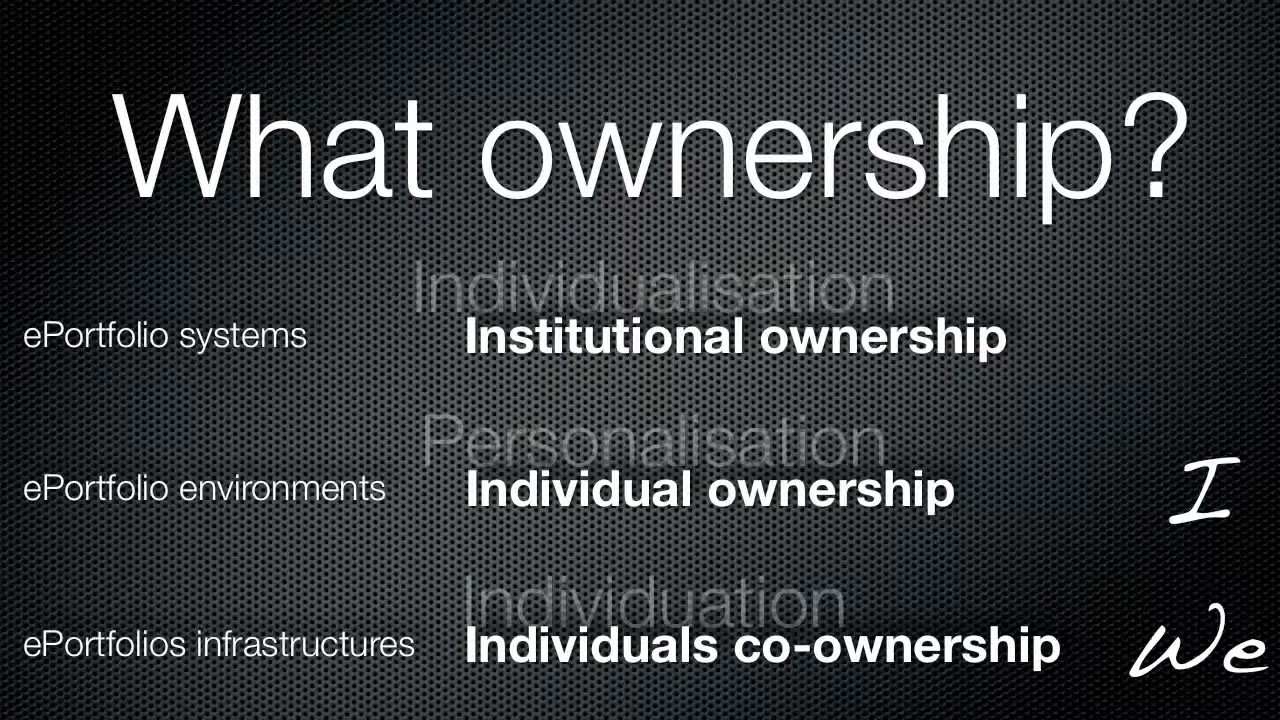 What ownership?
Individualisation
ePortfolio systems Institutional ownership
Personalisation
ePortfolio environments Individual ownership I
Individuation
ePortfolios infrastructures Individuals co-ownership We